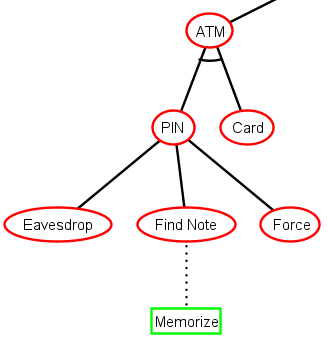 ATM
PIN
Card
Eavesdrop
Find Note
Force
Memorize